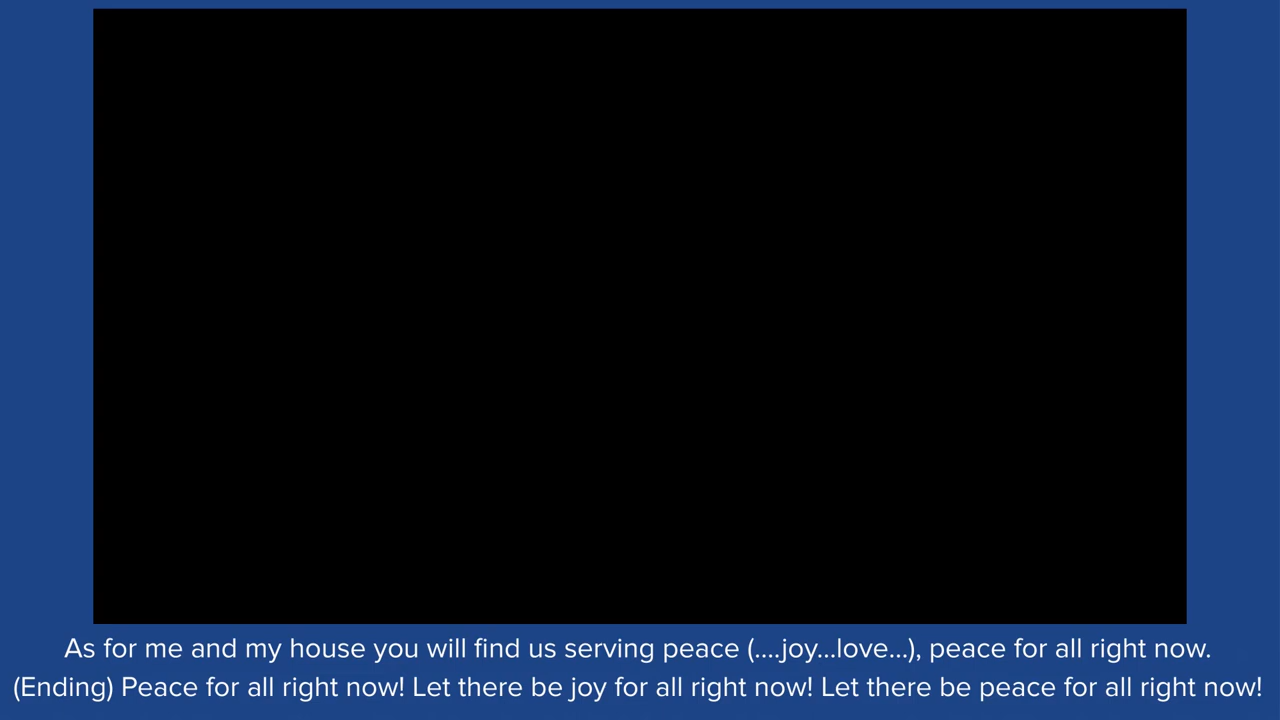 As for me and my house you will find us serving peace (....joy...love...), peace for all right now.
(Ending) Peace for all right now! Let there be joy for all right now! Let there be peace for all right now!